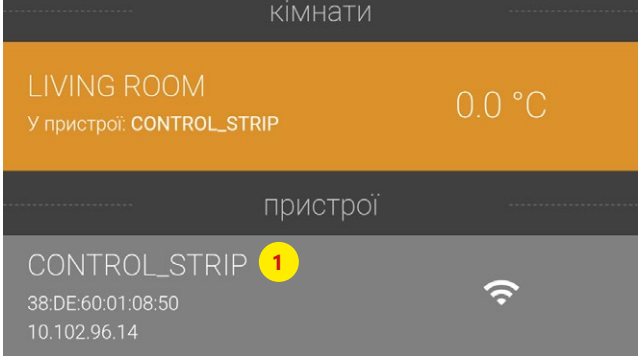 кімнати
LIVING ROOM
0.0 °C
У пристрої: CONTROL_STRIP
пристрої
CONTROL_STRIP 1
38:DE:60:01:08:50
10.102.96.14